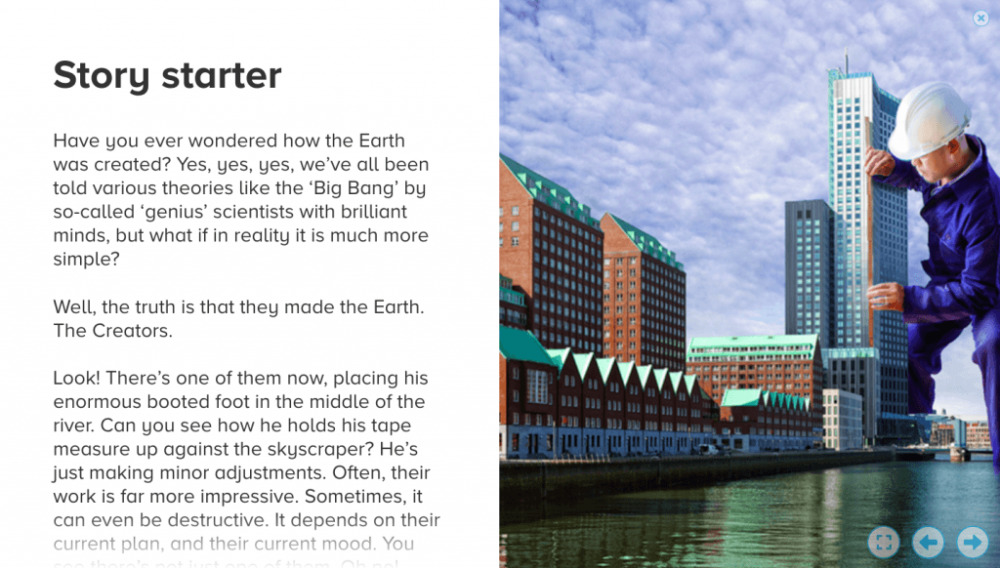 Story starter
Have you ever wondered how the Earth
was created? Yes, yes, yes, we’ve all been
told various theories like the ‘Big Bang’ by
so-called ‘genius’ scientists with brilliant
minds, but what if in reality it is much more
simple?
Well, the truth is that they made the Earth.
The Creators.
Look! There’s one of them now, placing his
enormous booted foot in the middle of the
river. Can you see how he holds his tape
measure up against the skyscraper? He’s
just making minor adjustments. Often, their
work is far more impressive. Sometimes, it
can even be destructive. It depends on their
current plan, and their current mood. You
see there’s not just one of them. Oh no!